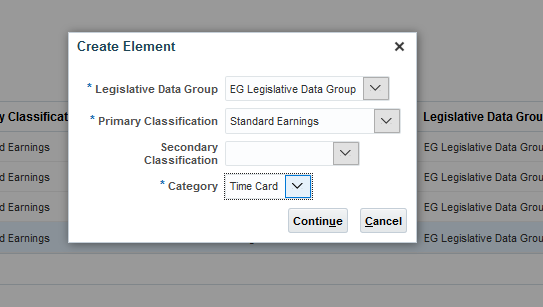 Create Element
* Legislative Data Group EG Legislative Data Group
* Primary Classification Standard Earnings
Secondary
Classification
* Category Time Card
Continue Cancel
y Classificat Legislative Data Grou
d Earnings EG Legislative Data Grou
d Earnings EG Legislative Data Grou
d Earnings EG Legislative Data Grou
d Earnings EG Legislative Data Grou